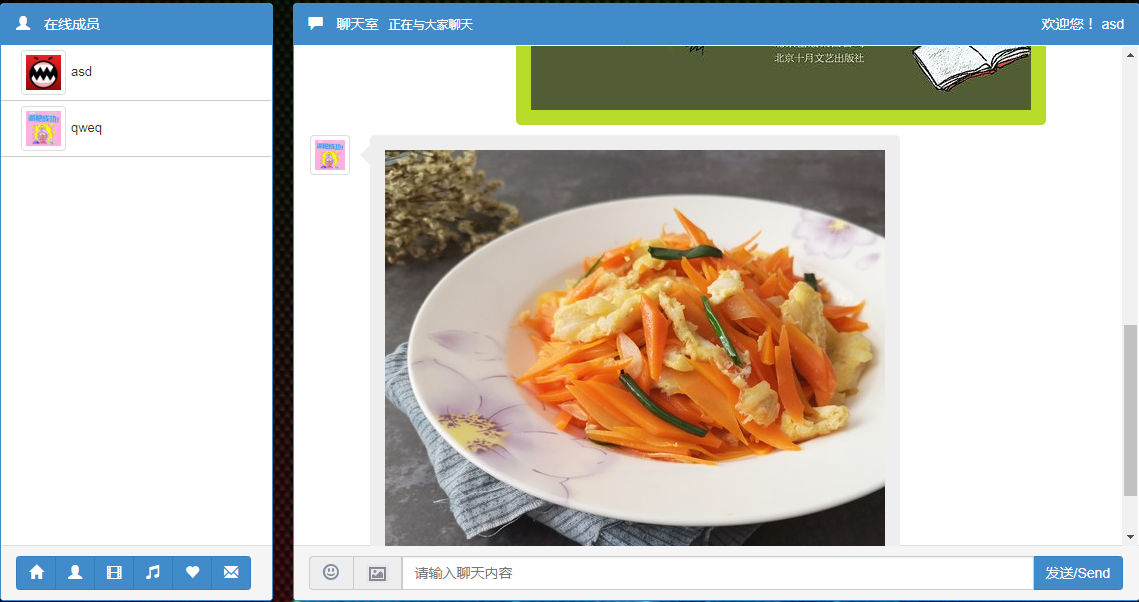 在线成员
asd
qweq
聊天室 正在与大家聊天
欢迎您！ asd
北京十月文艺出版社
请输入聊天内容
发送/Send